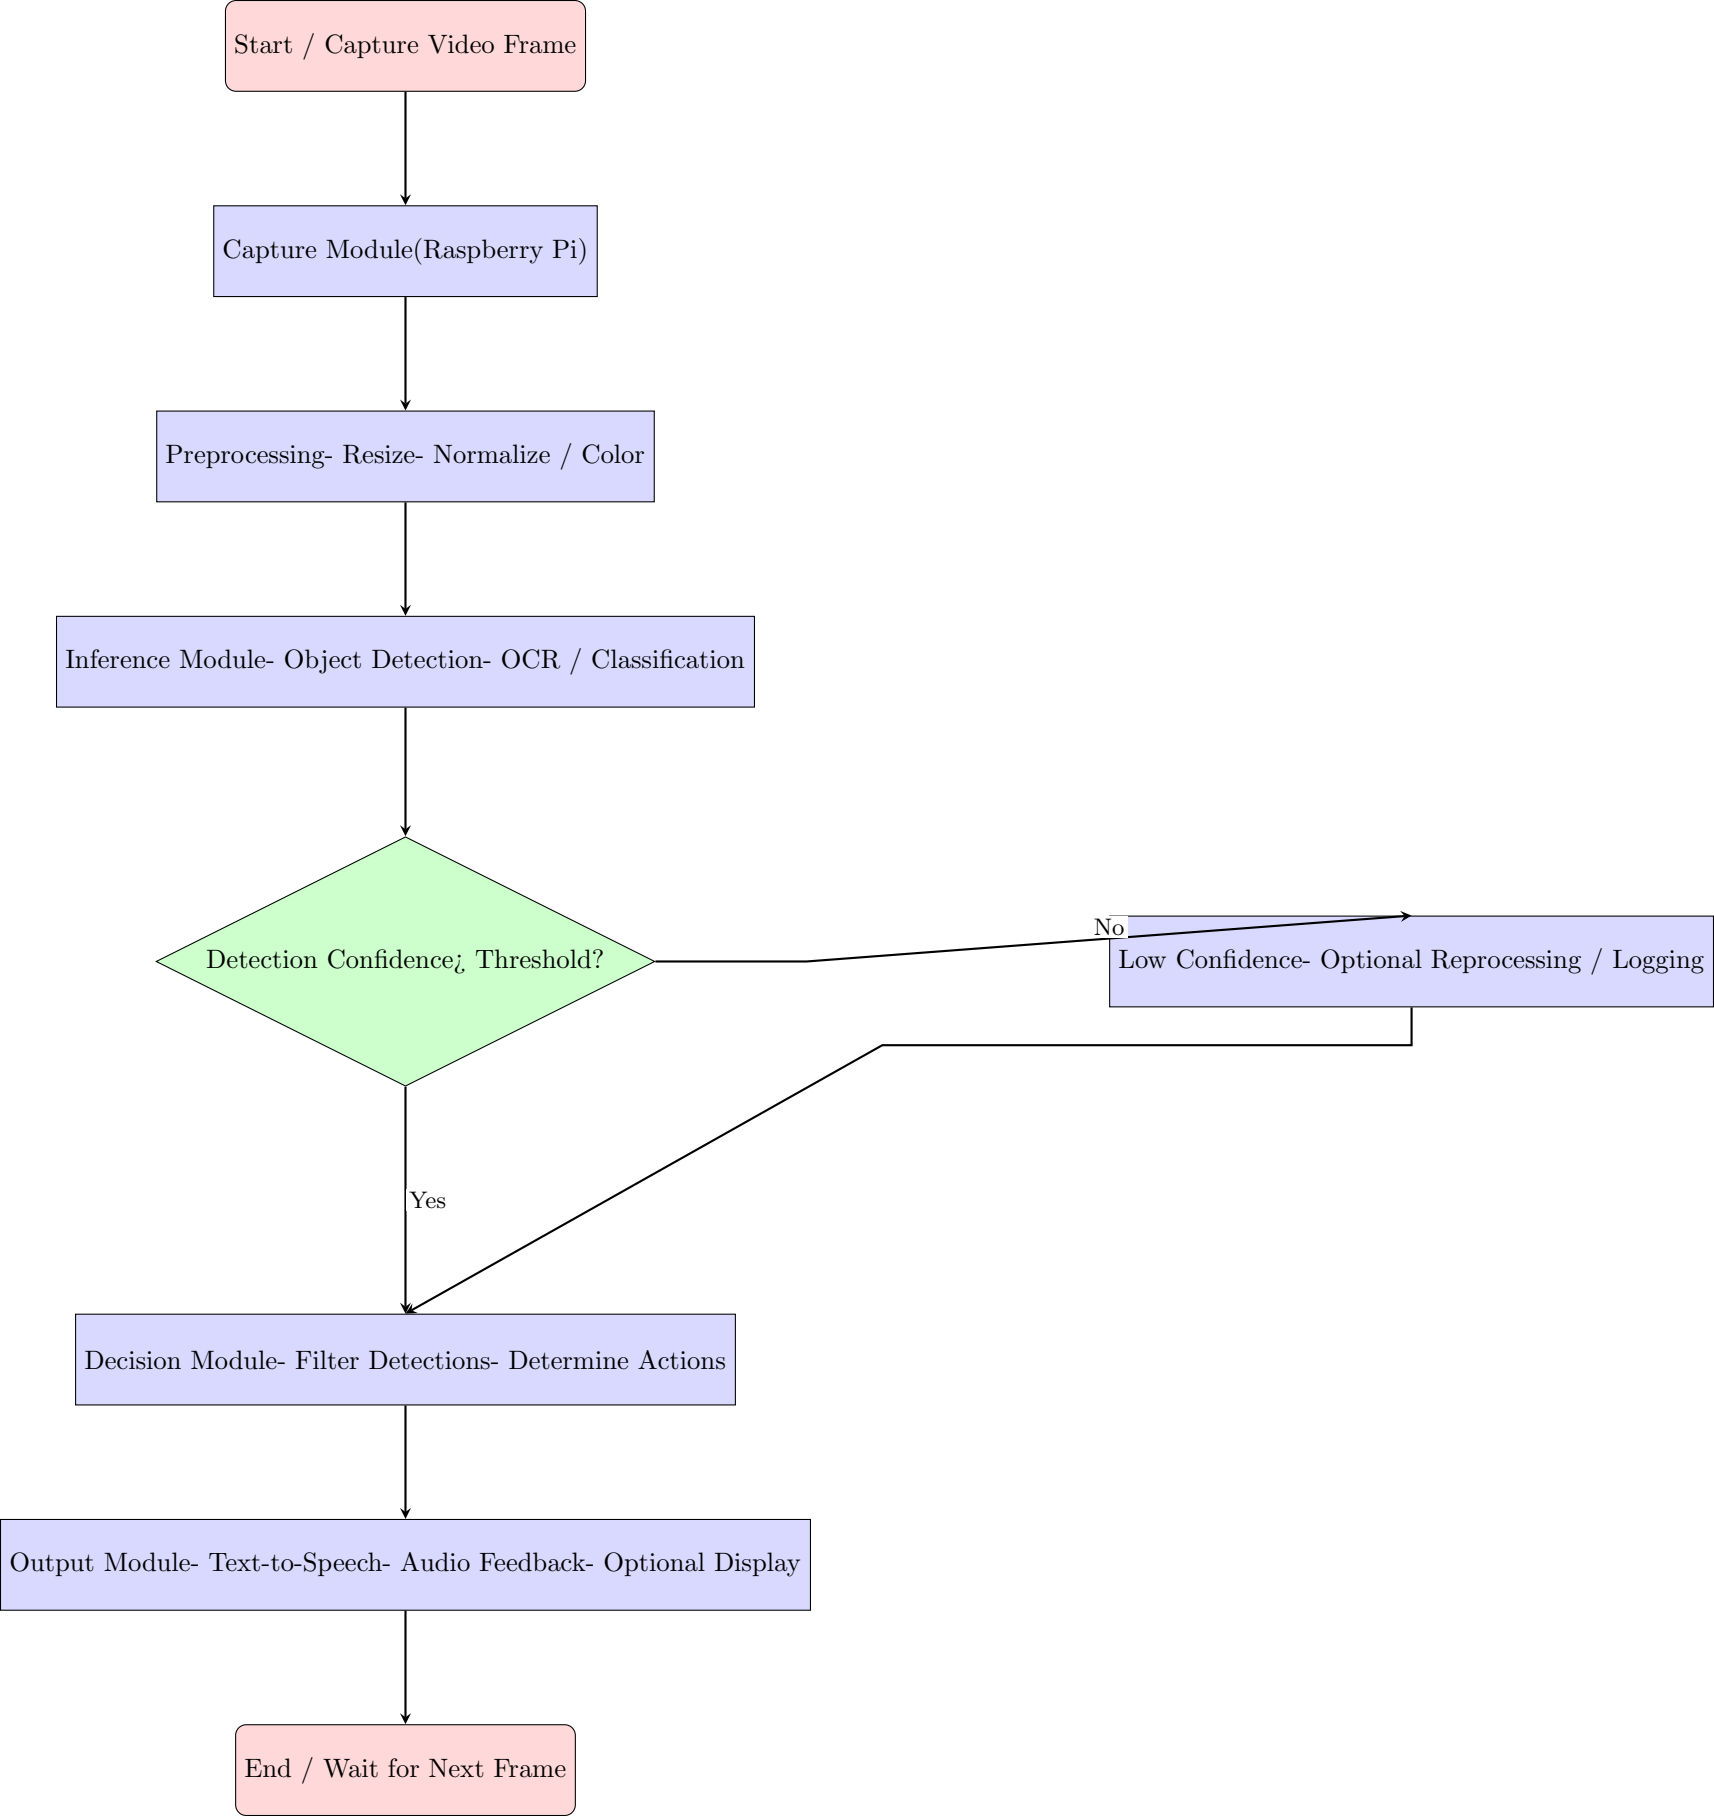 Start / Capture Video Frame
Capture Module(Raspberry Pi)
Preprocessing- Resize- Normalize / Color
Inference Module- Object Detection- OCR / Classification
No
Detection Confidence¿ Threshold?
Low Confidence- Optional Reprocessing / Logging
Yes
Decision Module- Filter Detections- Determine Actions
Output Module- Text-to-Speech- Audio Feedback- Optional Display
End / Wait for Next Frame